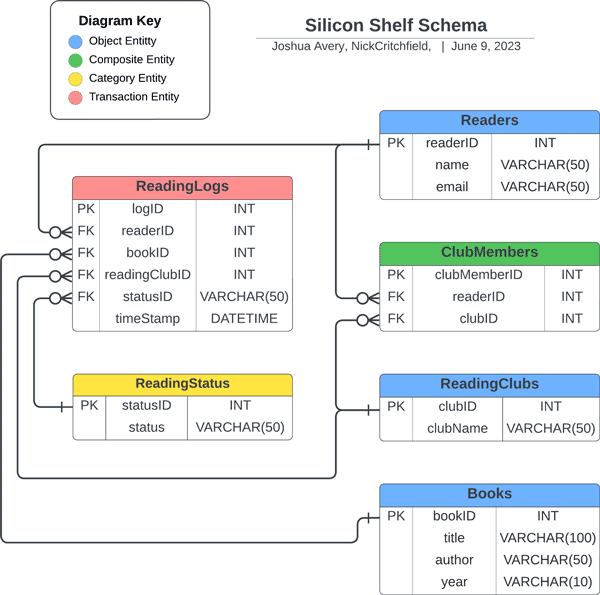 Diagram Key
Object Entitty
Composite Entity
Category Entity
Transaction Entity
Silicon Shelf Schema
Joshua Avery, NickCritchfield, | June 9, 2023
Readers
PK readerID INT
name VARCHAR(50)
email VARCHAR(50)
ReadingLogs
PK logID INT
FK readerID INT
FK bookID INT
FK readingClubID INT
FK statusID VARCHAR(50)
timeStamp DATETIME
ClubMembers
PK clubMemberID INT
FK readerID INT
FK clubID INT
ReadingStatus
PK statusID INT
status VARCHAR(50)
ReadingClubs
PK clubID INT
clubName VARCHAR(50)
Books
PK bookID INT
title VARCHAR(100)
author VARCHAR(50)
year VARCHAR(10)